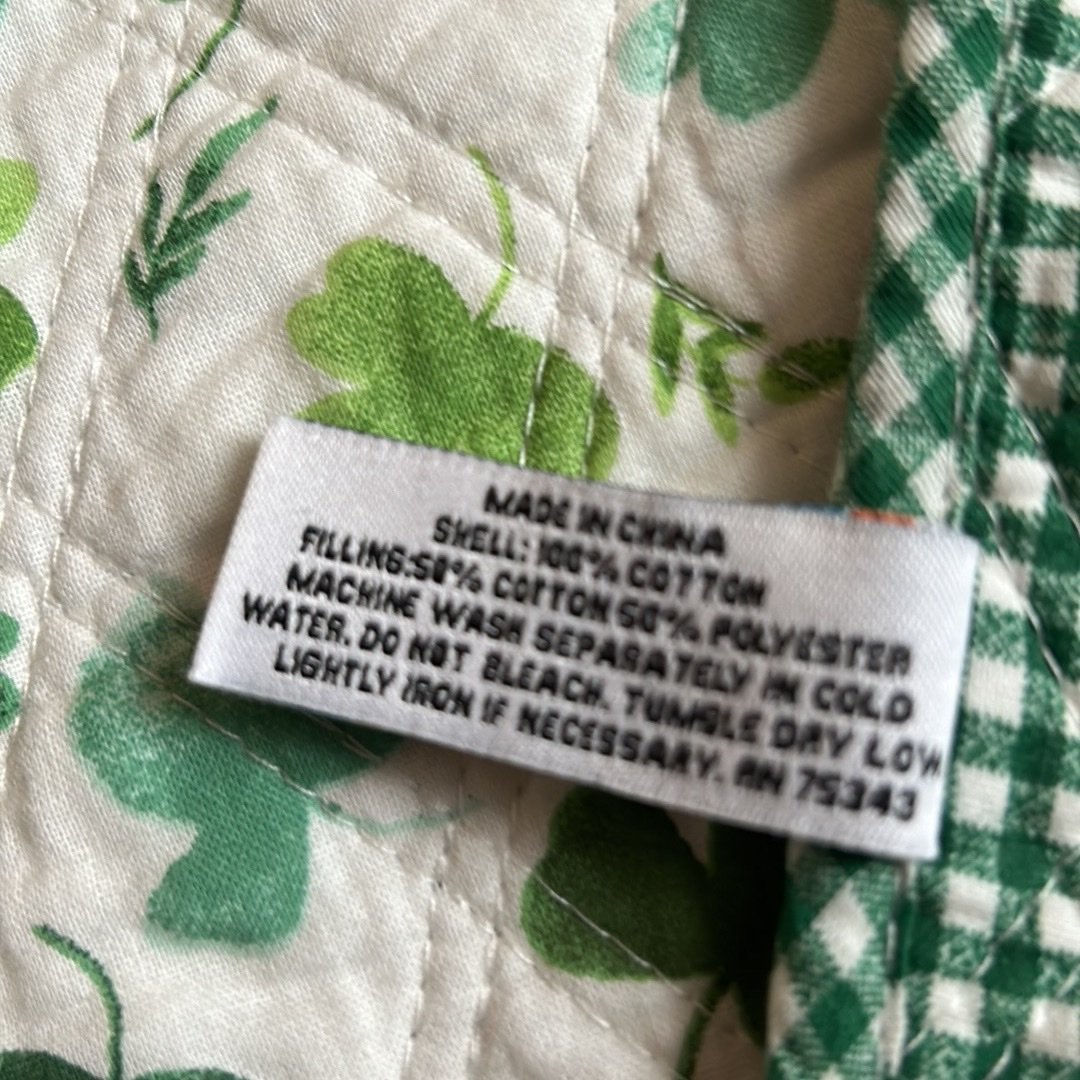 MADE IN CHINA
SHELL: 100% COTTON
FILLING:50% COTTON 50% POLYESTER
MACHINE WASH SEPARATELY IN COLD
WATER. DO NOT BLEACH. TUMBLE DRY LOW
LIGHTLY IRON IF NECESSARY. RN 75343